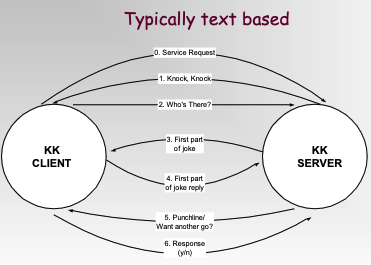 Typically text based
0. Service Request
1. Knock, Knock
2. Who's There?
KK
CLIENT
KK
SERVER
3. First part
of joke
4. First part
of joke reply
5. Punchline/
Want another go?
6. Response
(y/n)